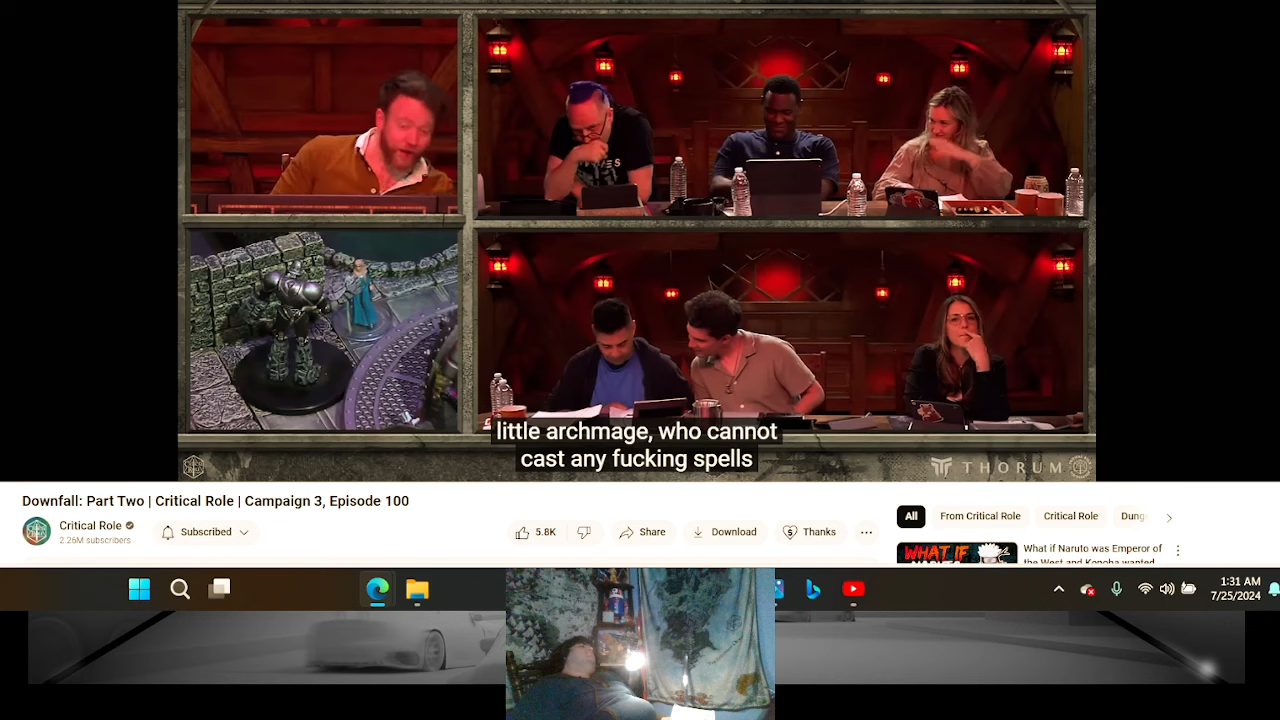 little archmage, who cannot
cast any fucking spells
THORUM
Downfall: Part Two | Critical Role | Campaign 3, Episode 100
Critical Role
2.26M subscribers
Subscribed
5.8K
Share
Download
Thanks
All
From Critical Role
Critical Role
Dung
WHAT IF
What if Naruto was Emperor of
the West and Konoha wanted
1:31 AM
7/25/2024